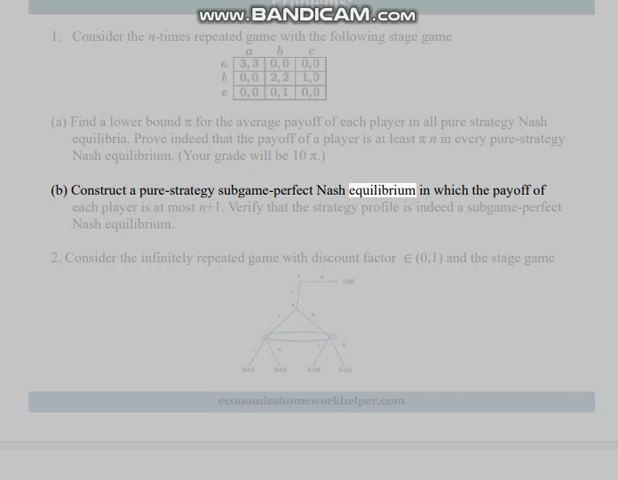 www.BANDICAM.com
1. Consider the n-times repeated game with the following stage game
a b c
a 3,3 0,0 0,0
b 0,0 2,2 1,0
c 0,0 0,1 0,0
(a) Find a lower bound π for the average payoff of each player in all pure strategy Nash
equilibria. Prove indeed that the payoff of a player is at least π n in every pure-strategy
Nash equilibrium. (Your grade will be 10 π.)
(b) Construct a pure-strategy subgame-perfect Nash equilibrium in which the payoff of
each player is at most n+1. Verify that the strategy profile is indeed a subgame-perfect
Nash equilibrium.
2. Consider the infinitely repeated game with discount factor ∈ (0,1) and the stage game
economicshomeworkhelper.com